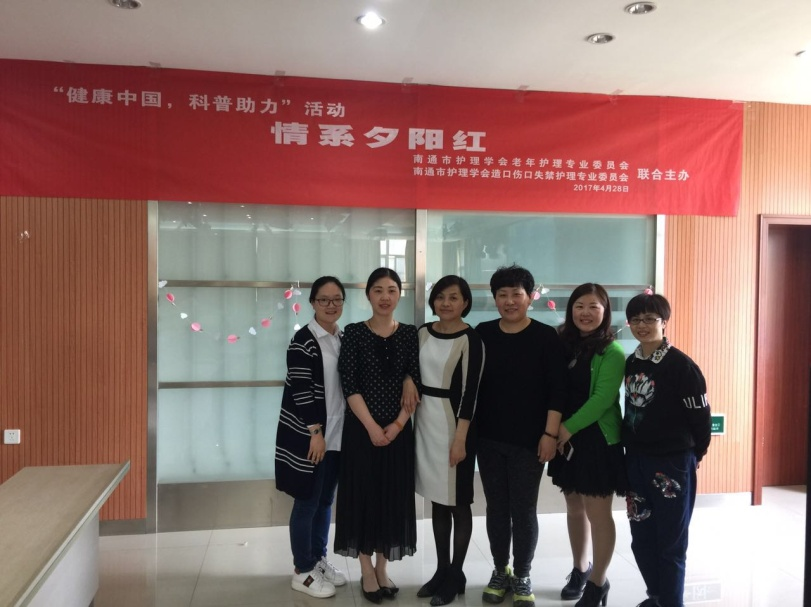 “健康中国，科普助力”活动
情系夕阳红
南通市护理学会老年护理专业委员会
南通市护理学会造口伤口失禁护理专业委员会 联合主办
2017年4月28日